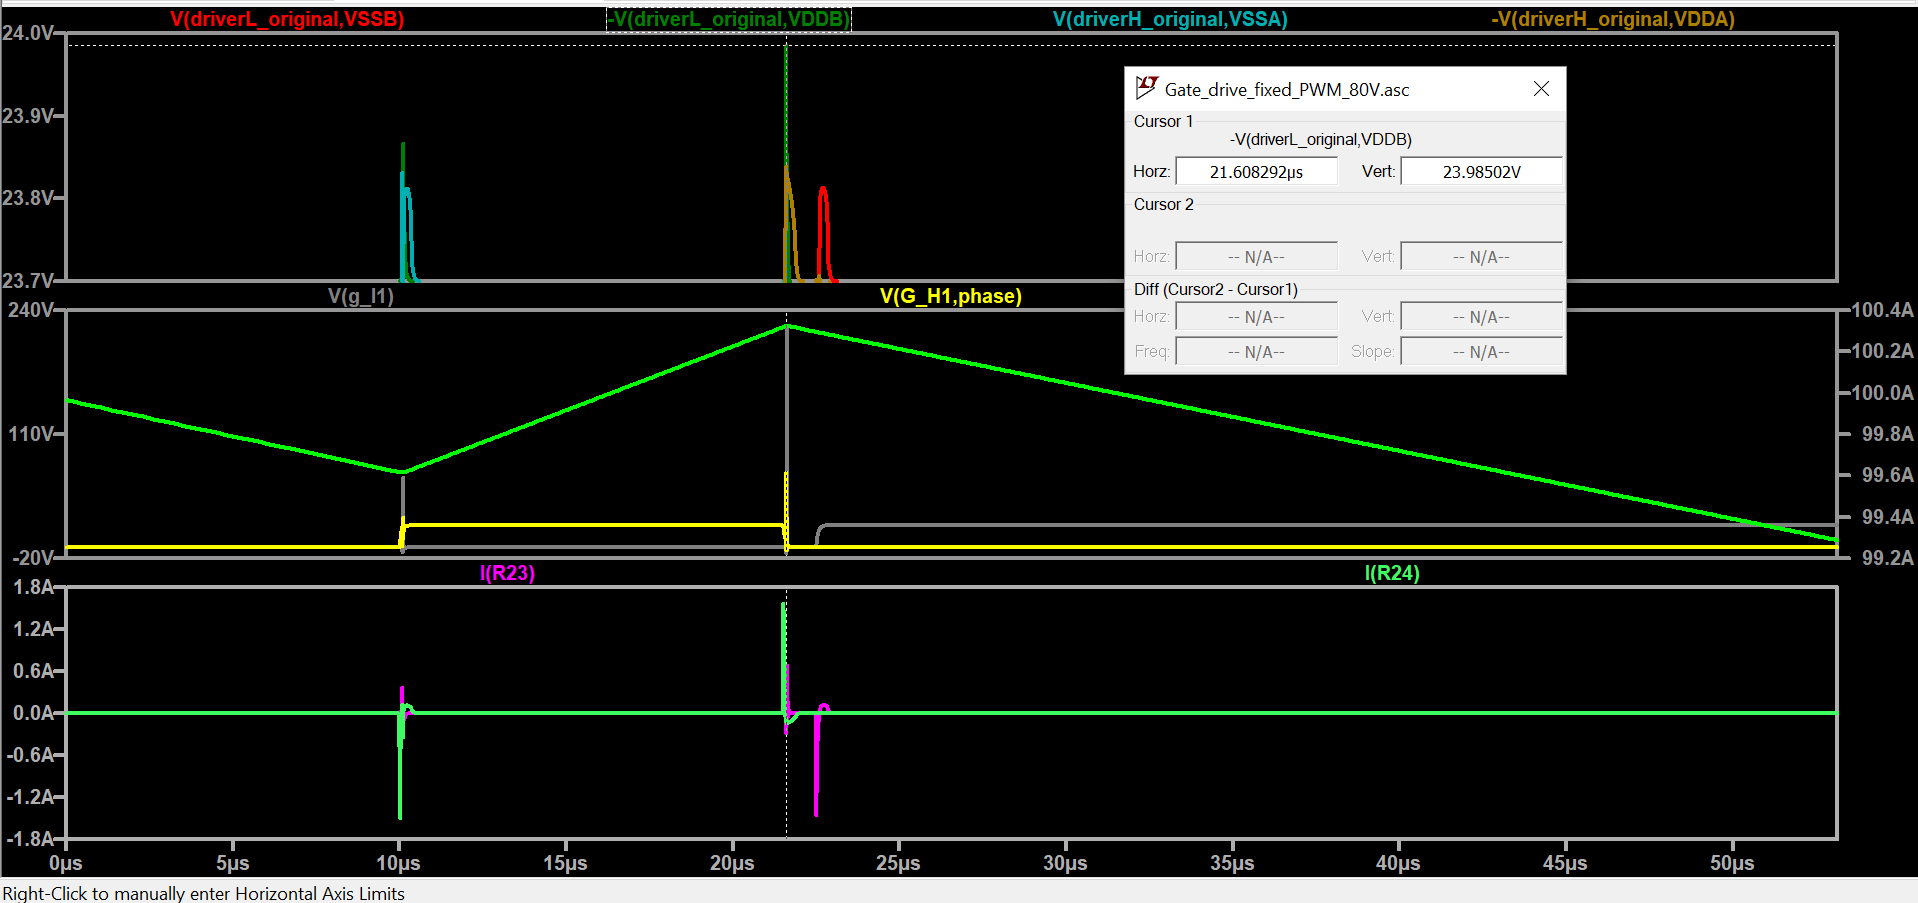 V(driverL_original,VSSB) -V(driverL_original,VDDB) V(driverH_original,VSSA) -V(driverH_original,VDDA)
24.0V
23.9V
23.8V
23.7V
Gate_drive_fixed_PWM_80V.asc
Cursor 1
-V(driverL_original,VDDB)
Horz: 21.608292µs Vert: 23.98502V
Cursor 2
Horz: -- N/A-- Vert: -- N/A--
Diff (Cursor2 - Cursor1)
Horz: -- N/A-- Vert: -- N/A--
Freq: -- N/A-- Slope: -- N/A--
V(g_l1) V(G_H1,phase)
240V
110V
-20V
100.4A
100.2A
100.0A
99.8A
99.6A
99.4A
99.2A
I(R23) I(R24)
1.8A
1.2A
0.6A
0.0A
-0.6A
-1.2A
-1.8A
0µs 5µs 10µs 15µs 20µs 25µs 30µs 35µs 40µs 45µs 50µs
Right-Click to manually enter Horizontal Axis Limits